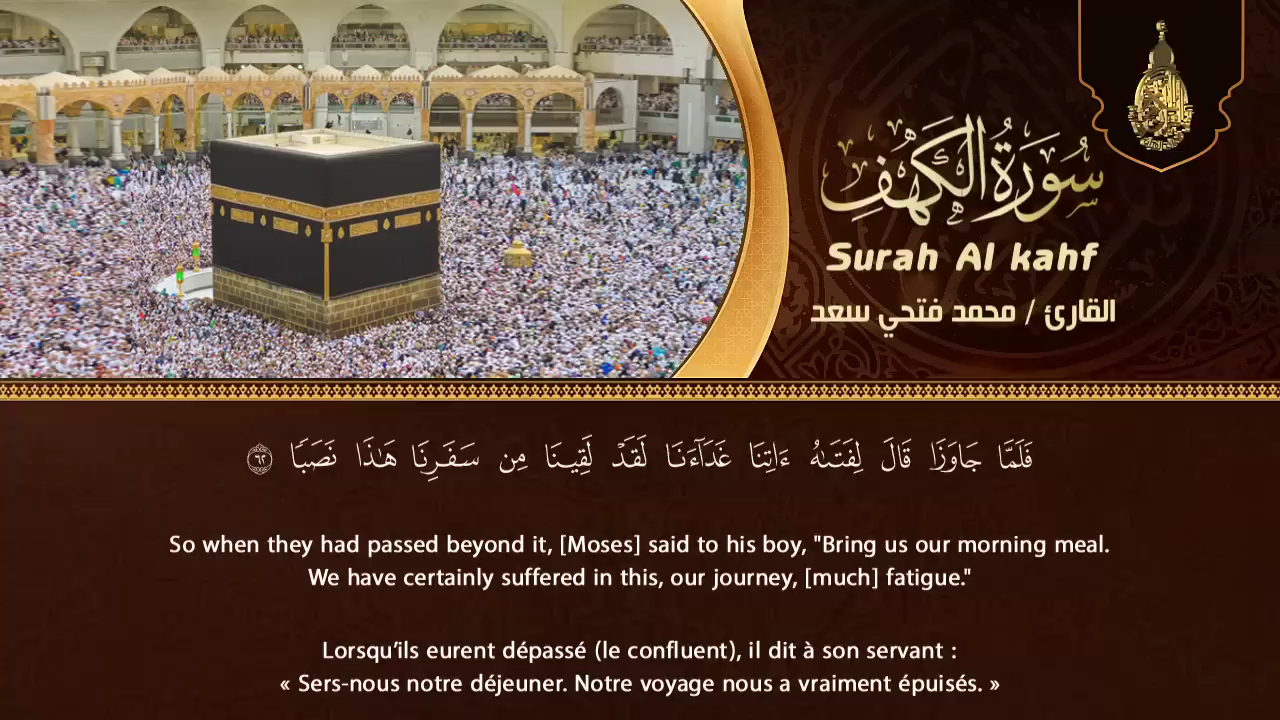 سُورَةُ الكَهْفِ
Surah Al kahf
القارئ / محمد فتحي سعد
فَلَمَّا جَاوَزَا قَالَ لِفَتَىٰهُ ءَاتِنَا غَدَآءَنَا لَقَدْ لَقِينَا مِن سَفَرِنَا هَٰذَا نَصَبًا ٦٢
So when they had passed beyond it, [Moses] said to his boy, "Bring us our morning meal.
We have certainly suffered in this, our journey, [much] fatigue."
Lorsqu’ils eurent dépassé (le confluent), il dit à son servant :
« Sers-nous notre déjeuner. Notre voyage nous a vraiment épuisés. »